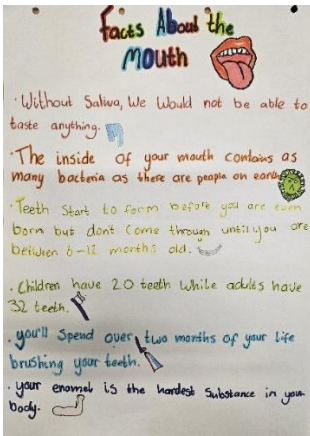 Facts About the
Mouth
· Without Saliva, We Would not be able to
taste anything.
· The inside of your mouth contains as
many bacteria as there are people on earth
· Teeth Start to form before you are even
born but dont come through until you are
between 6-12 months old.
· Children have 20 teeth while adults have
32 teeth.
· you'll Spend over two months of your life
brushing your teeth.
· your enamel is the hardest Substance in your
body.